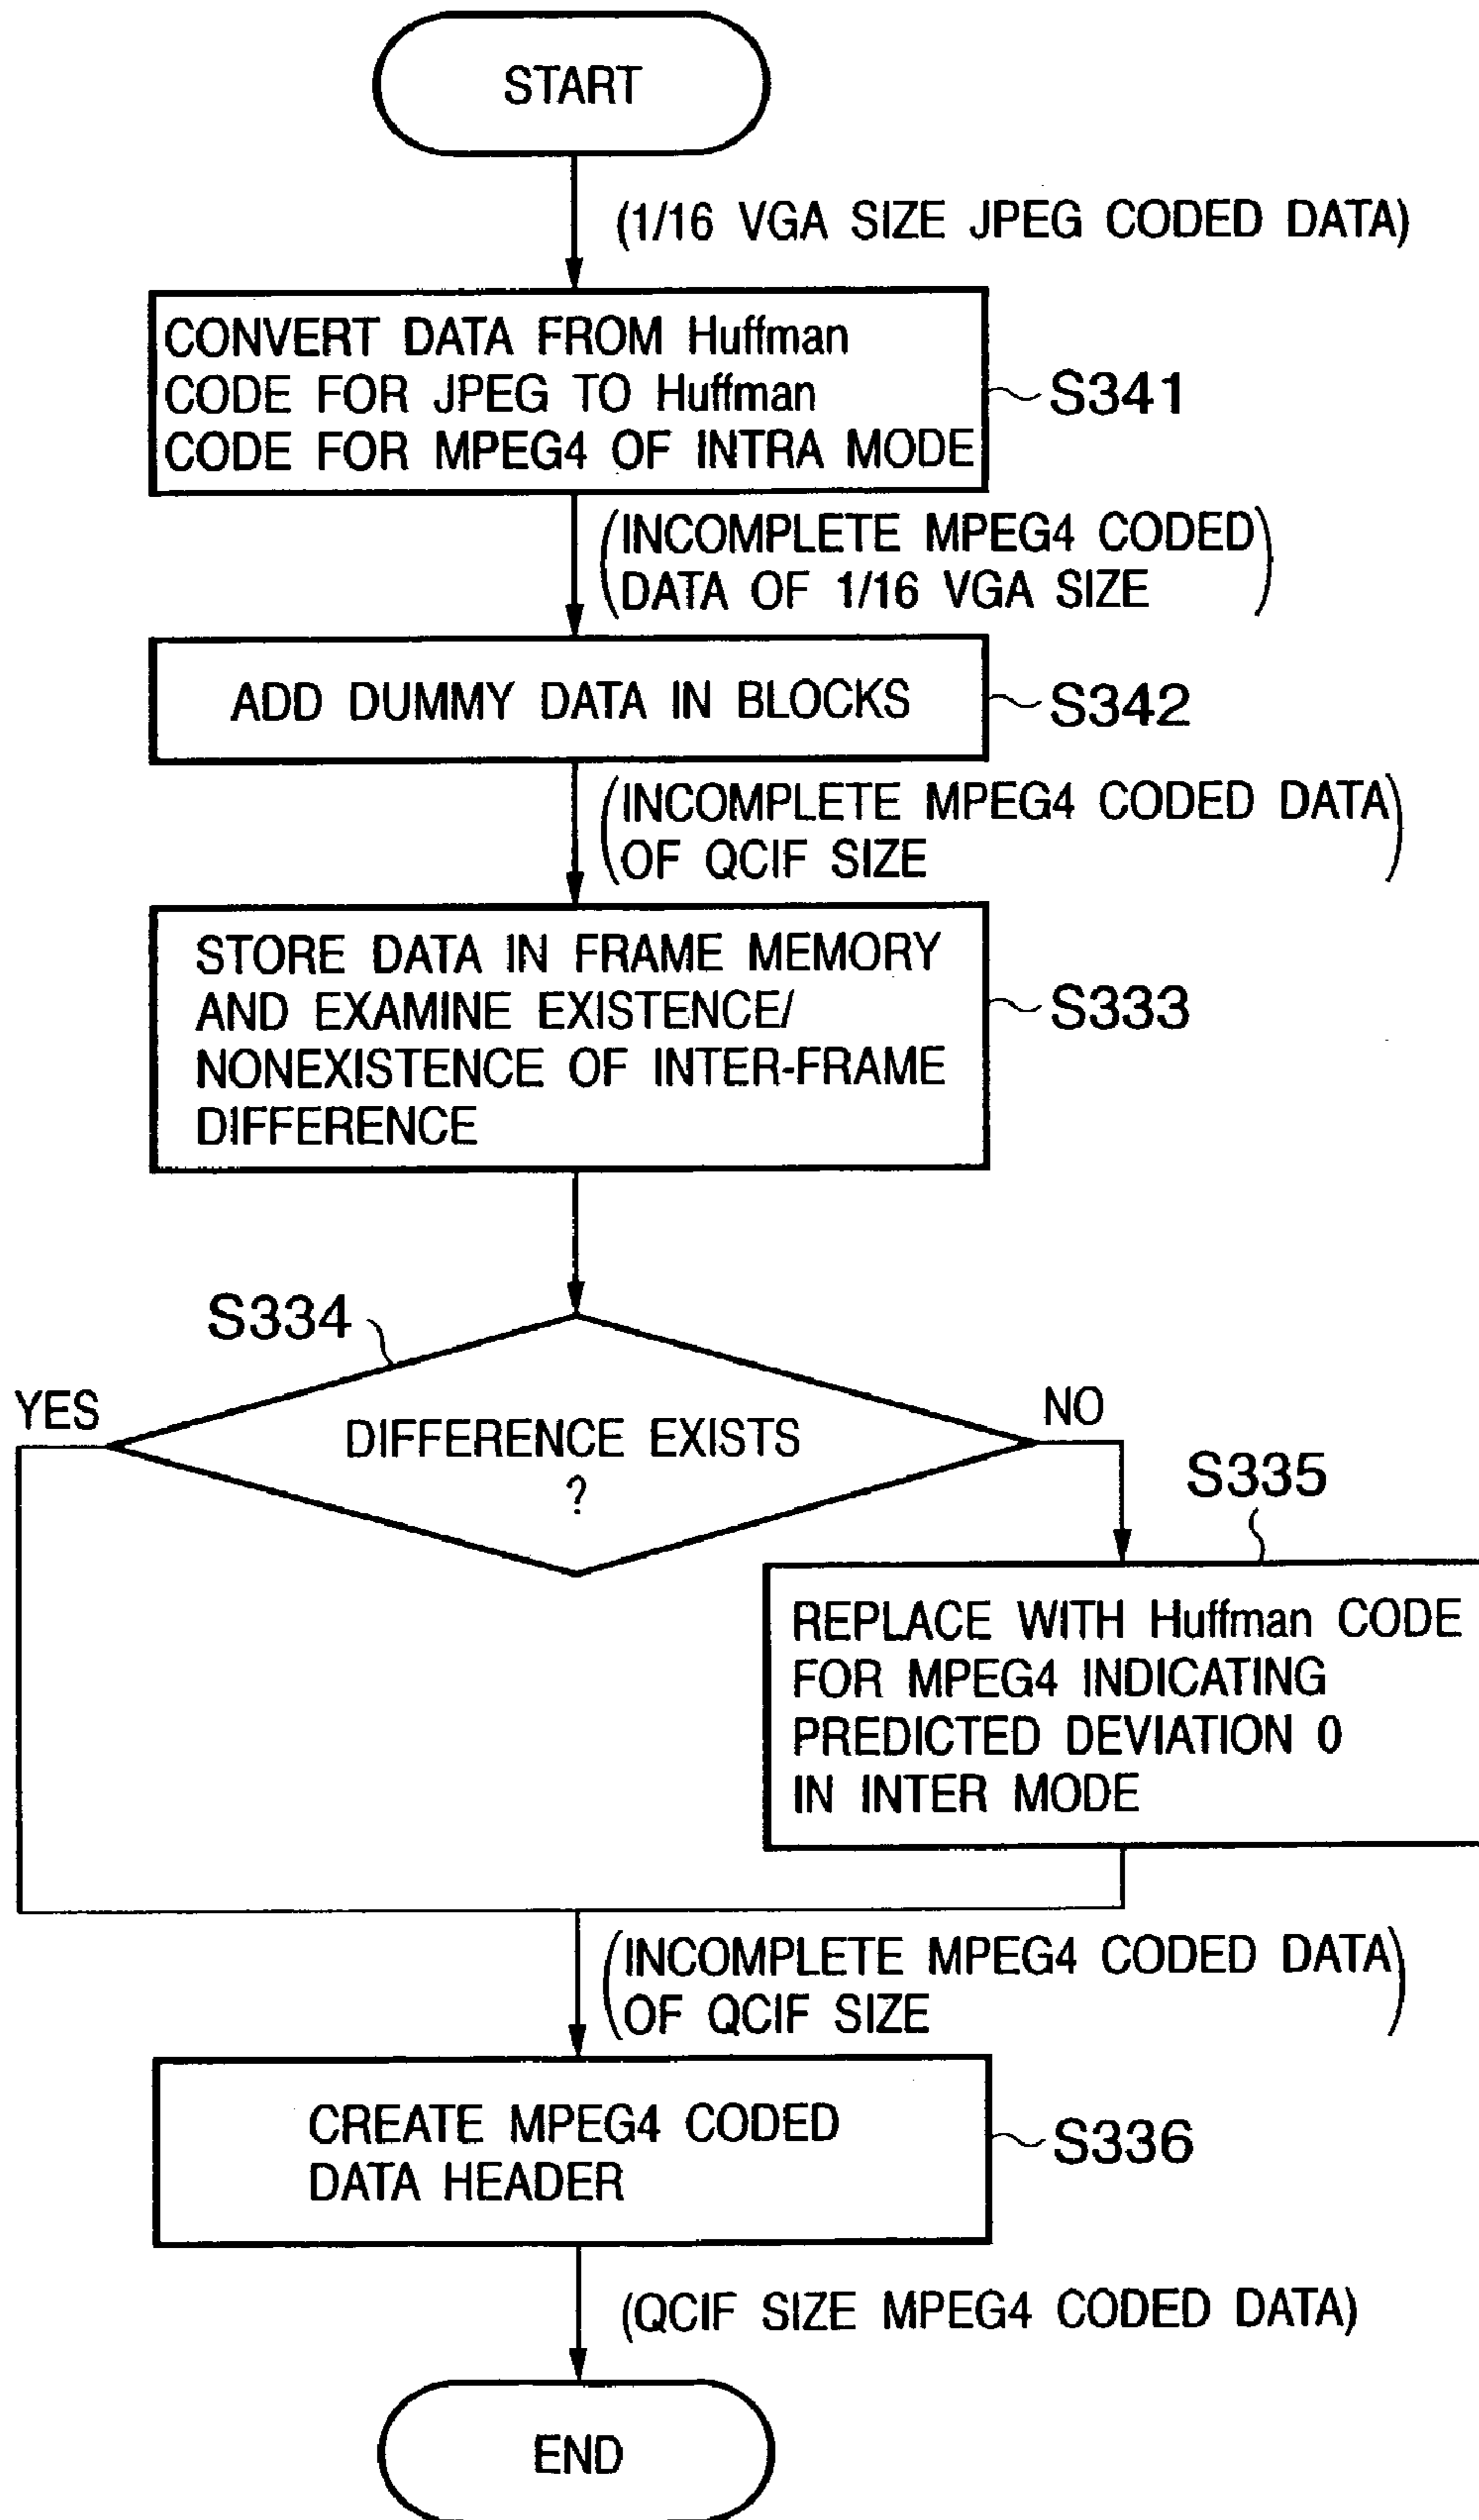 START
(1/16 VGA SIZE JPEG CODED DATA)
CONVERT DATA FROM Huffman
CODE FOR JPEG TO Huffman
CODE FOR MPEG4 OF INTRA MODE
S341
(INCOMPLETE MPEG4 CODED
DATA OF 1/16 VGA SIZE)
ADD DUMMY DATA IN BLOCKS
S342
(INCOMPLETE MPEG4 CODED DATA
OF QCIF SIZE)
STORE DATA IN FRAME MEMORY
AND EXAMINE EXISTENCE/
NONEXISTENCE OF INTER-FRAME
DIFFERENCE
S333
S334
YES
DIFFERENCE EXISTS
?
NO
S335
REPLACE WITH Huffman CODE
FOR MPEG4 INDICATING
PREDICTED DEVIATION 0
IN INTER MODE
(INCOMPLETE MPEG4 CODED DATA
OF QCIF SIZE)
CREATE MPEG4 CODED
DATA HEADER
S336
(QCIF SIZE MPEG4 CODED DATA)
END